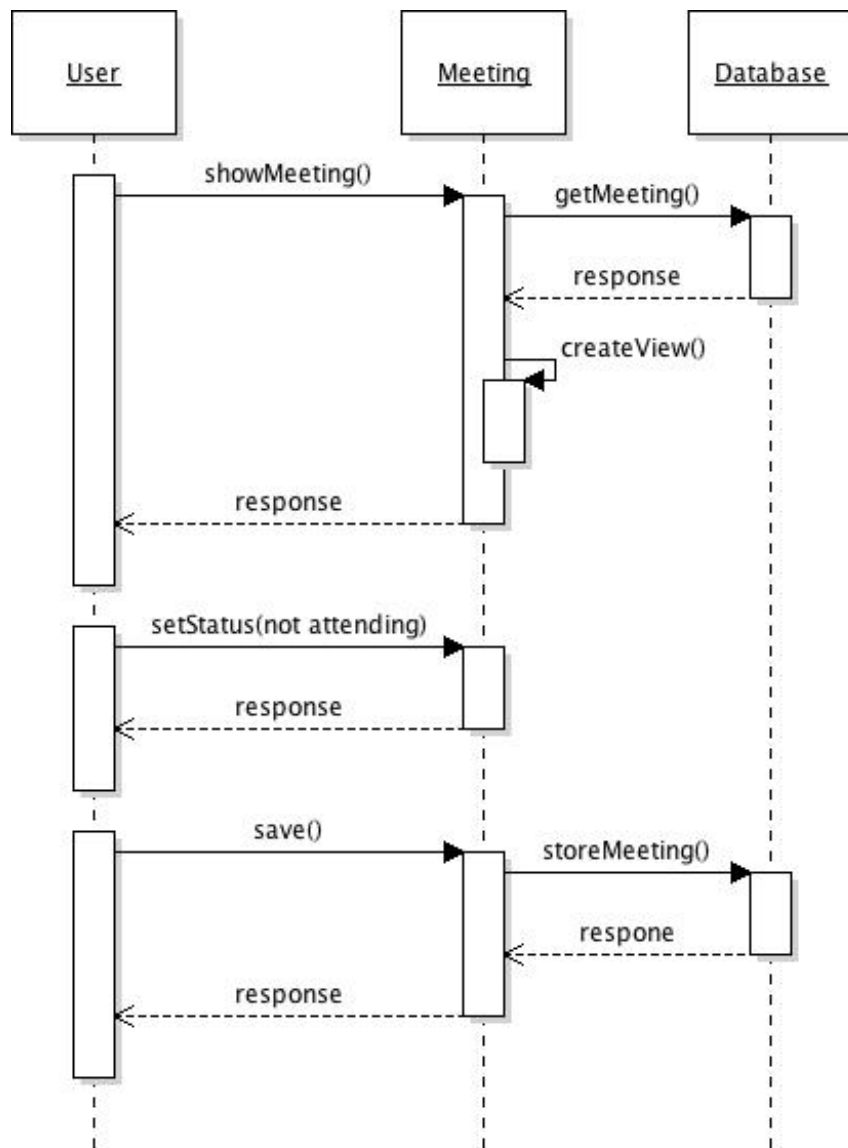 User
Meeting
Database
showMeeting()
getMeeting()
response
createView()
response
setStatus(not attending)
response
save()
storeMeeting()
respone
response